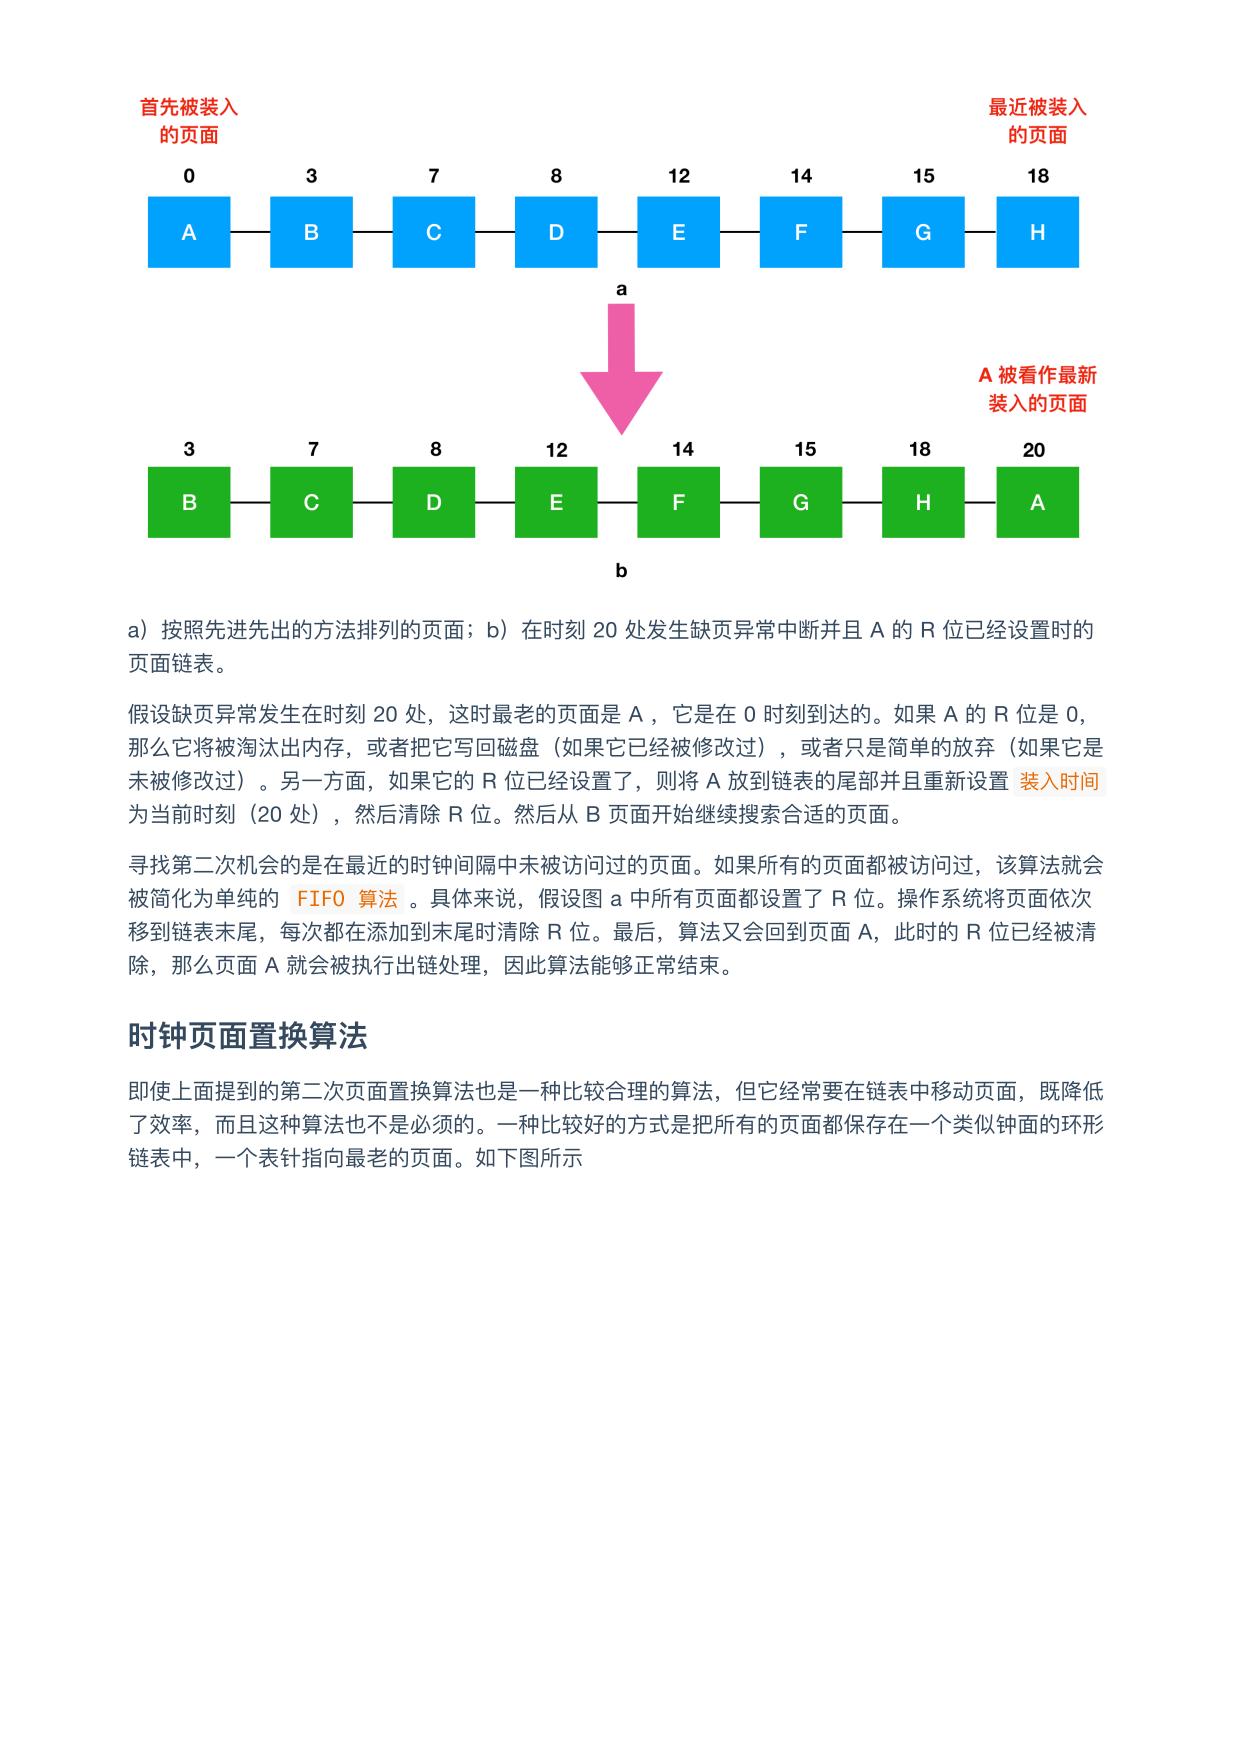 首先被装入
的页面
最近被装入
的页面
0 3 7 8 12 14 15 18
A B C D E F G H
a
A 被看作最新
装入的页面
3 7 8 12 14 15 18 20
B C D E F G H A
b
a）按照先进先出的方法排列的页面；b）在时刻 20 处发生缺页异常中断并且 A 的 R 位已经设置时的
页面链表。
假设缺页异常发生在时刻 20 处，这时最老的页面是 A ，它是在 0 时刻到达的。如果 A 的 R 位是 0，
那么它将被淘汰出内存，或者把它写回磁盘（如果它已经被修改过），或者只是简单的放弃（如果它是
未被修改过）。另一方面，如果它的 R 位已经设置了，则将 A 放到链表的尾部并且重新设置 装入时间
为当前时刻（20 处），然后清除 R 位。然后从 B 页面开始继续搜索合适的页面。
寻找第二次机会的是在最近的时钟间隔中未被访问过的页面。如果所有的页面都被访问过，该算法就会
被简化为单纯的 FIFO 算法 。具体来说，假设图 a 中所有页面都设置了 R 位。操作系统将页面依次
移到链表末尾，每次都在添加到末尾时清除 R 位。最后，算法又会回到页面 A，此时的 R 位已经被清
除，那么页面 A 就会被执行出链处理，因此算法能够正常结束。
时钟页面置换算法
即使上面提到的第二次页面置换算法也是一种比较合理的算法，但它经常要在链表中移动页面，既降低
了效率，而且这种算法也不是必须的。一种比较好的方式是把所有的页面都保存在一个类似钟面的环形
链表中，一个表针指向最老的页面。如下图所示